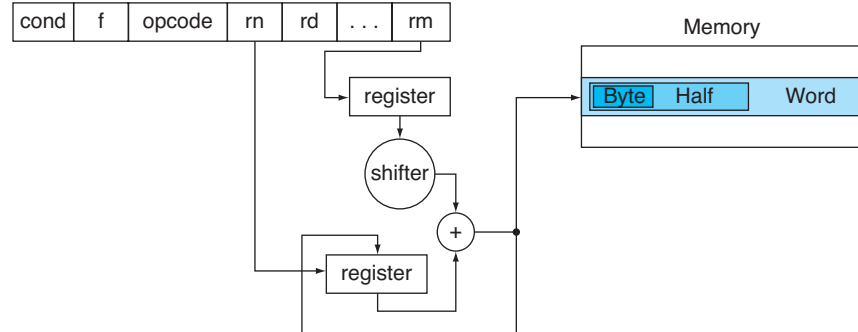 cond f opcode rn rd ... rm
Memory
register
Byte Half Word
shifter
+
register